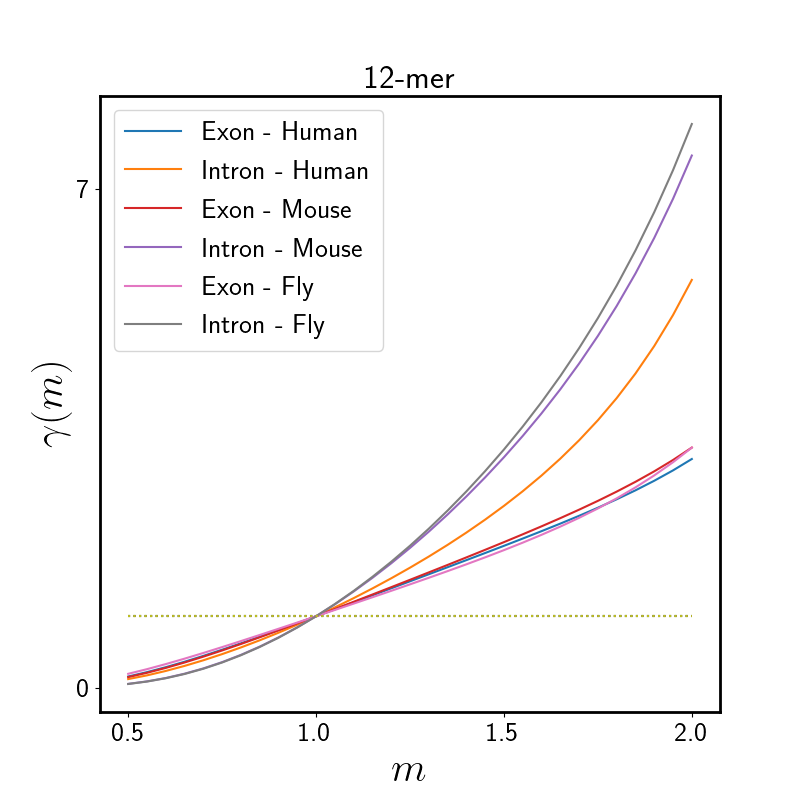 12-mer
Exon - Human
Intron - Human
Exon - Mouse
Intron - Mouse
Exon - Fly
Intron - Fly
7
0
γ(m)
0.5 1.0 1.5 2.0
m